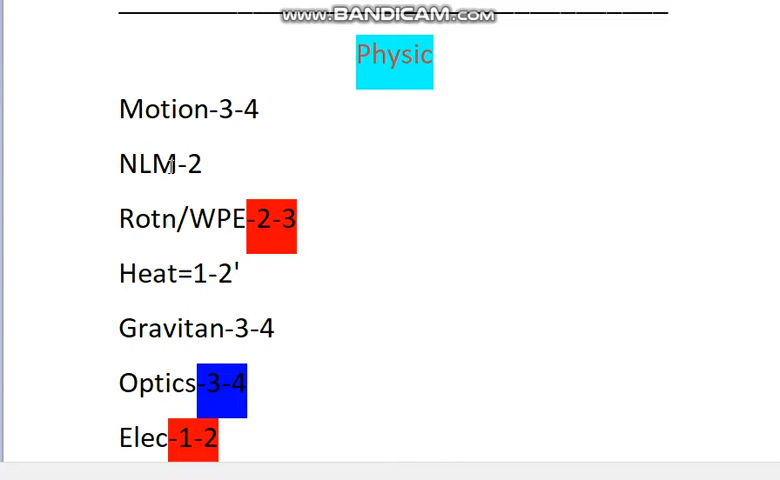 www.BANDICAM.com
Physic
Motion-3-4
NLM-2
Rotn/WPE-2-3
Heat=1-2'
Gravitan-3-4
Optics-3-4
Elec-1-2